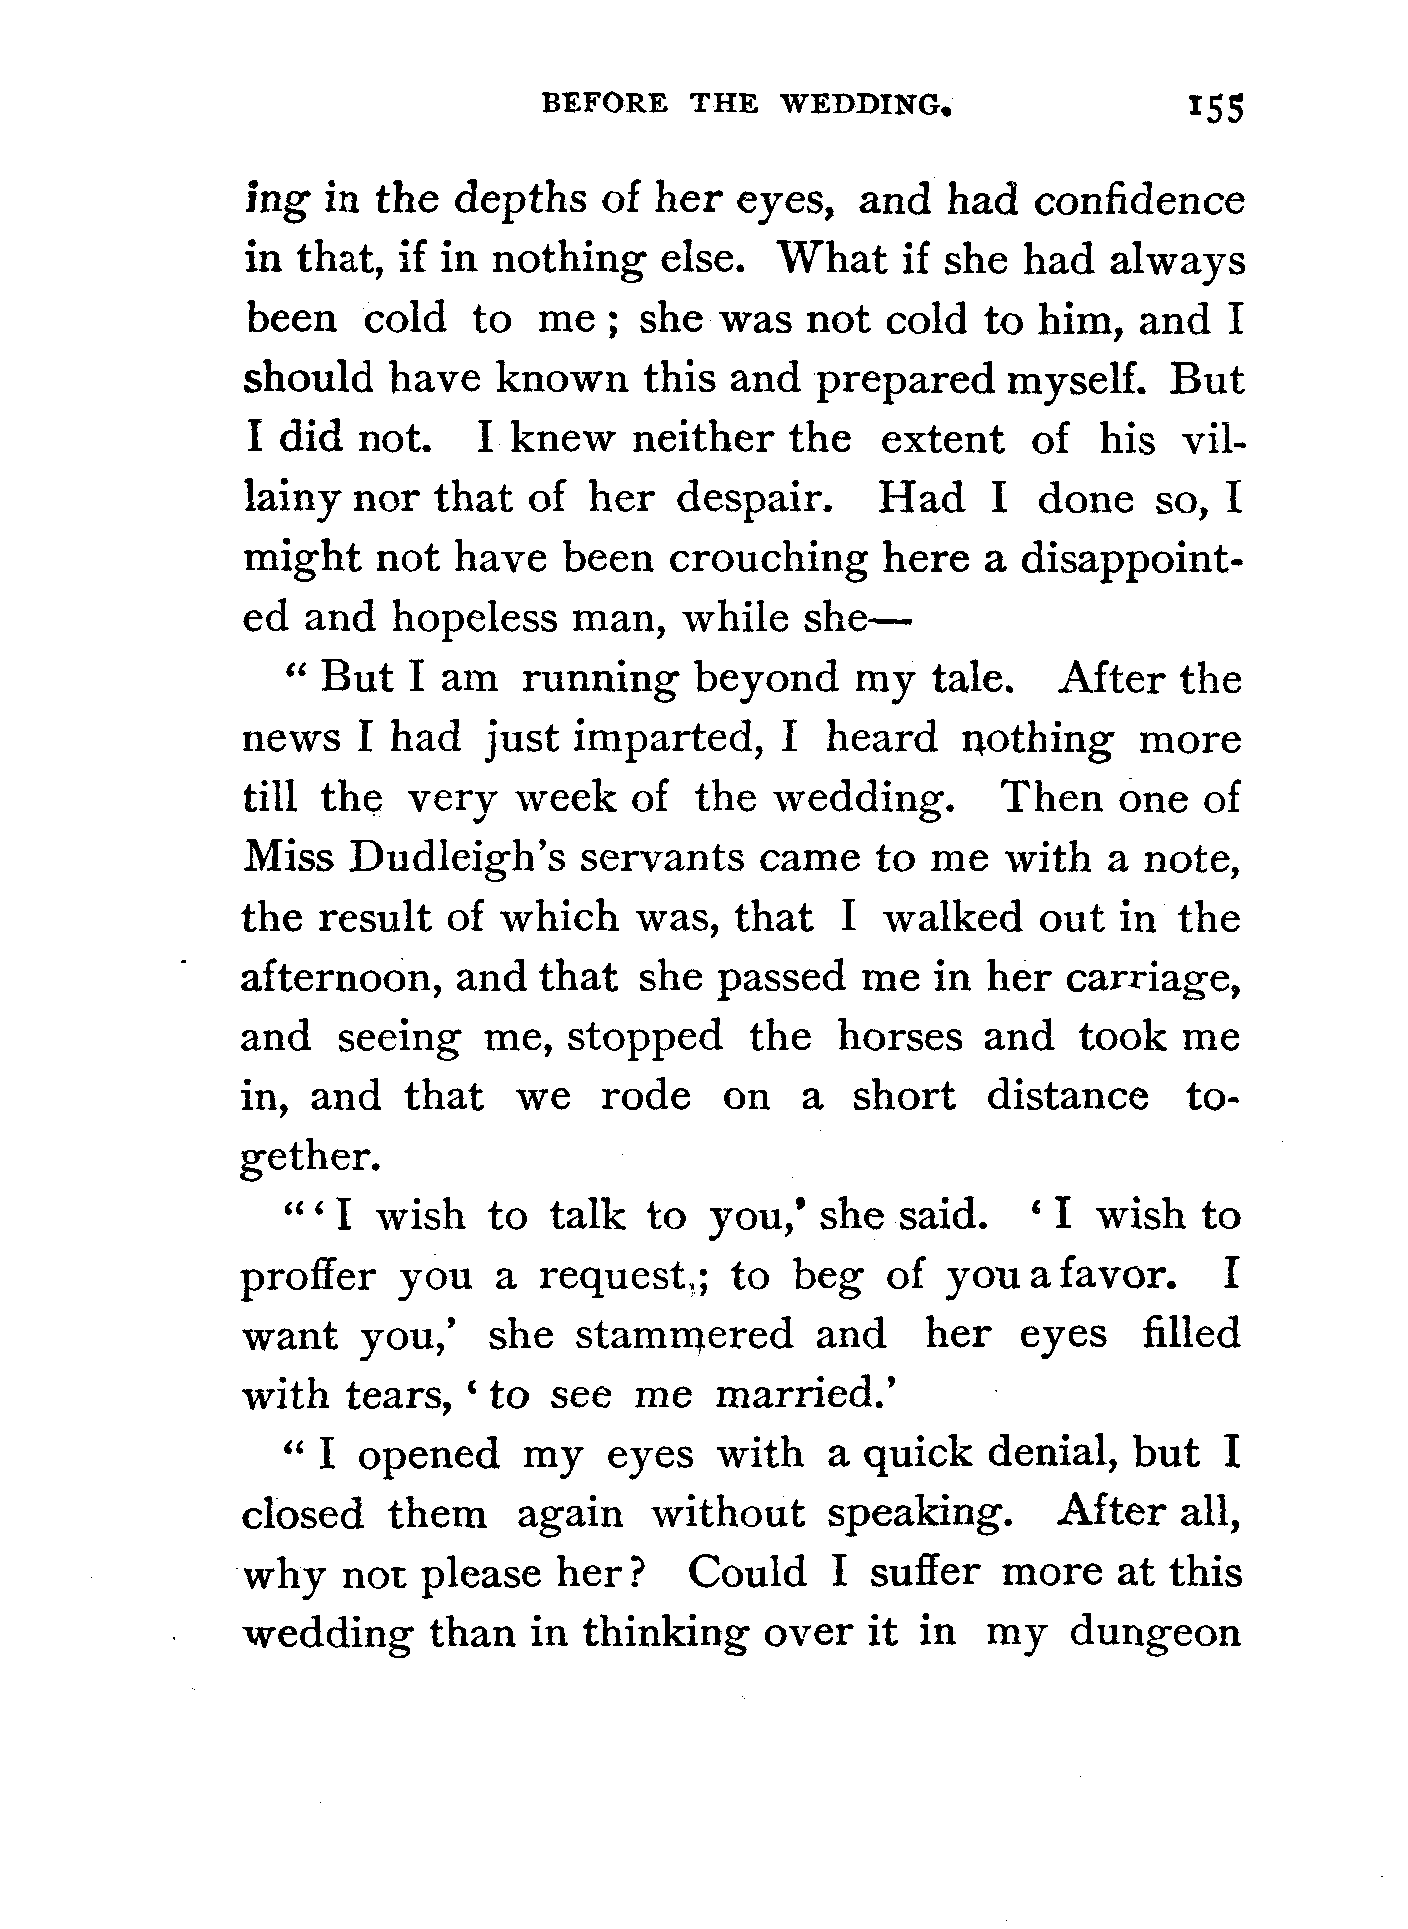 BEFORE THE WEDDING. 155
ing in the depths of her eyes, and had confidence
in that, if in nothing else. What if she had always
been cold to me; she was not cold to him, and I
should have known this and prepared myself. But
I did not. I knew neither the extent of his vil-
lainy nor that of her despair. Had I done so, I
might not have been crouching here a disappoint-
ed and hopeless man, while she—
“ But I am running beyond my tale. After the
news I had just imparted, I heard nothing more
till the very week of the wedding. Then one of
Miss Dudleigh’s servants came to me with a note,
the result of which was, that I walked out in the
afternoon, and that she passed me in her carriage,
and seeing me, stopped the horses and took me
in, and that we rode on a short distance to-
gether.
“ ‘ I wish to talk to you,’ she said. ‘ I wish to
proffer you a request; to beg of you a favor. I
want you,’ she stammered and her eyes filled
with tears, ‘ to see me married.’
“ I opened my eyes with a quick denial, but I
closed them again without speaking. After all,
why not please her? Could I suffer more at this
wedding than in thinking over it in my dungeon